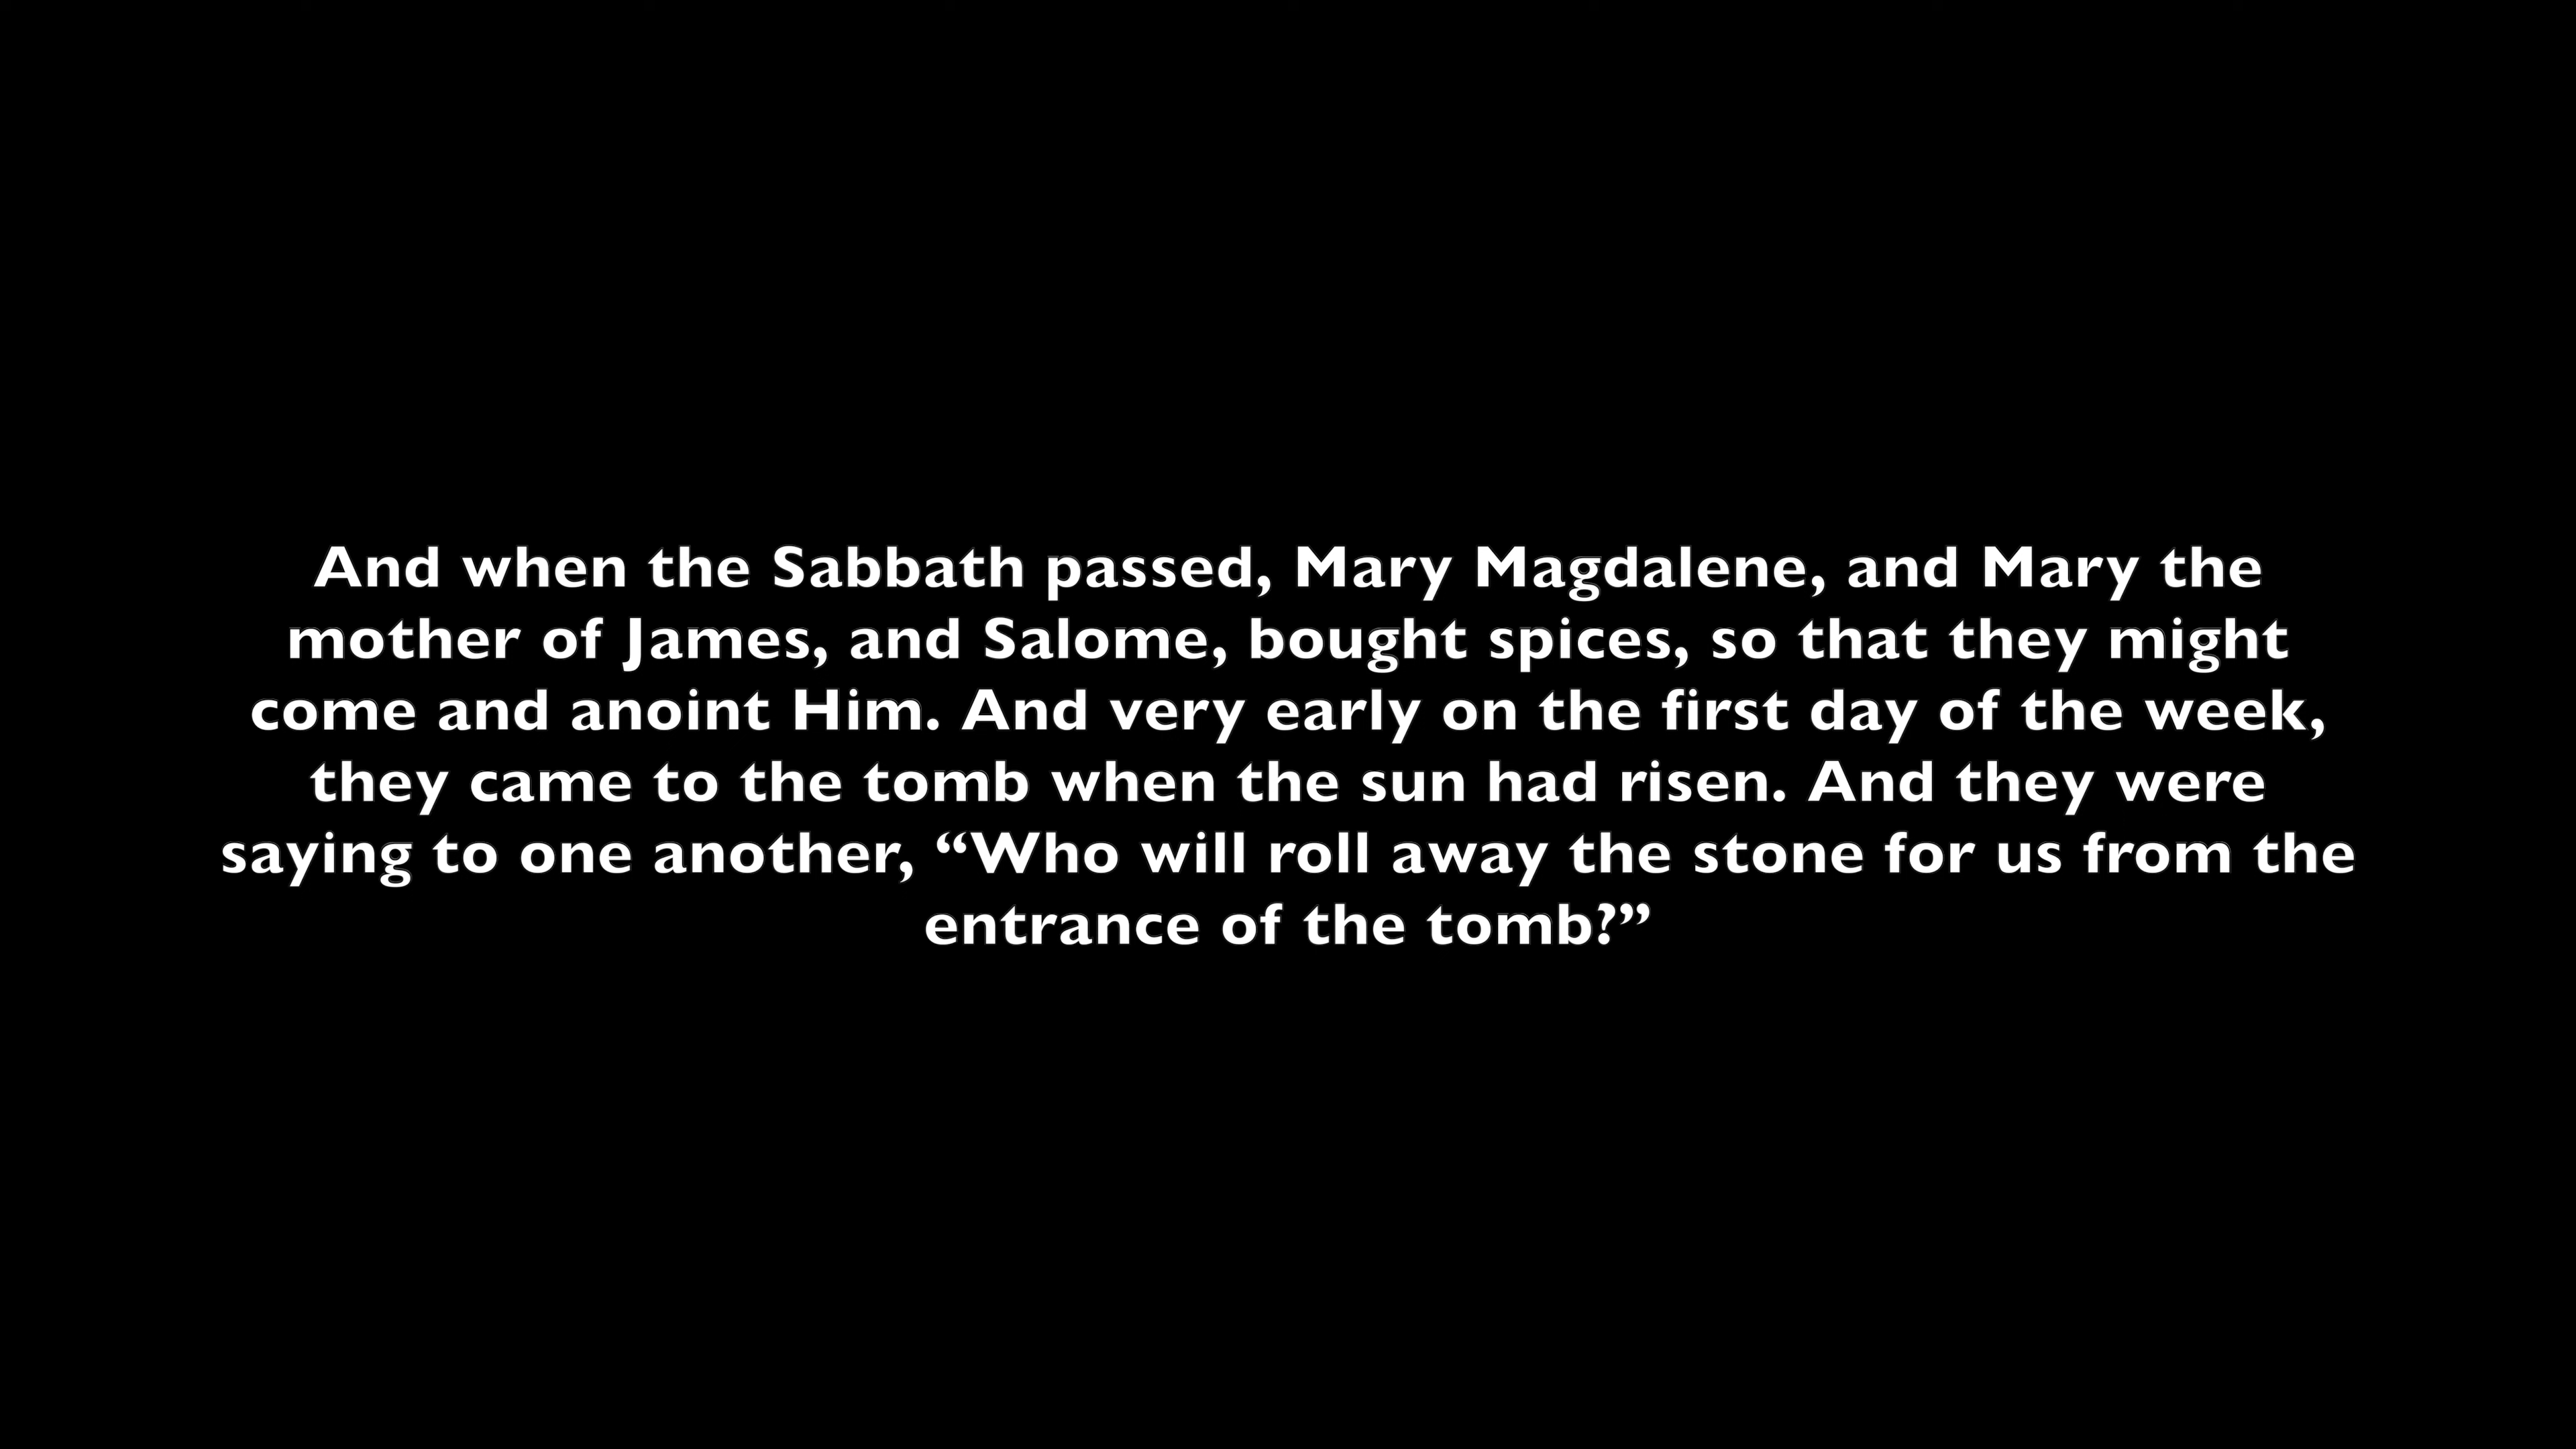 And when the Sabbath passed, Mary Magdalene, and Mary the
mother of James, and Salome, bought spices, so that they might
come and anoint Him. And very early on the first day of the week,
they came to the tomb when the sun had risen. And they were
saying to one another, “Who will roll away the stone for us from the
entrance of the tomb?”